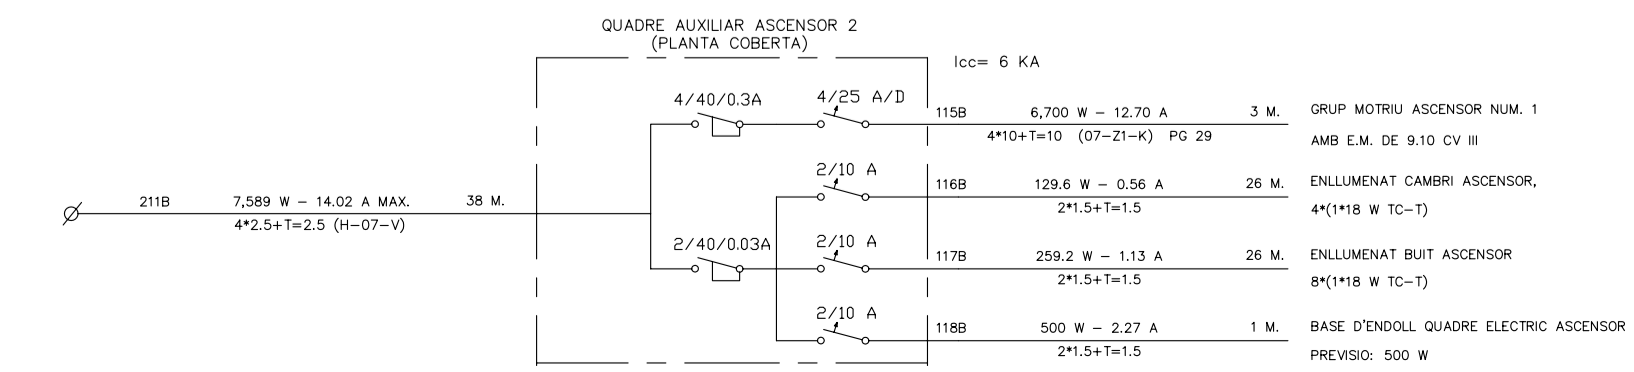 QUADRE AUXILIAR ASCENSOR 2
(PLANTA COBERTA)
Icc= 6 KA
211B 7,589 W – 14.02 A MAX. 38 M.
4*2.5+T=2.5 (H–07–V)
4/40/0.3A
4/25 A/D
115B 6,700 W – 12.70 A 3 M.
4*10+T=10 (07–Z1–K) PG 29
GRUP MOTRIU ASCENSOR NUM. 1
AMB E.M. DE 9.10 CV III
2/10 A
116B 129.6 W – 0.56 A 26 M.
2*1.5+T=1.5
ENLLUMENAT CAMBRI ASCENSOR,
4*(1*18 W TC–T)
2/40/0.03A
2/10 A
117B 259.2 W – 1.13 A 26 M.
2*1.5+T=1.5
ENLLUMENAT BUIT ASCENSOR
8*(1*18 W TC–T)
2/10 A
118B 500 W – 2.27 A 1 M.
2*1.5+T=1.5
BASE D'ENDOLL QUADRE ELECTRIC ASCENSOR
PREVISIO: 500 W